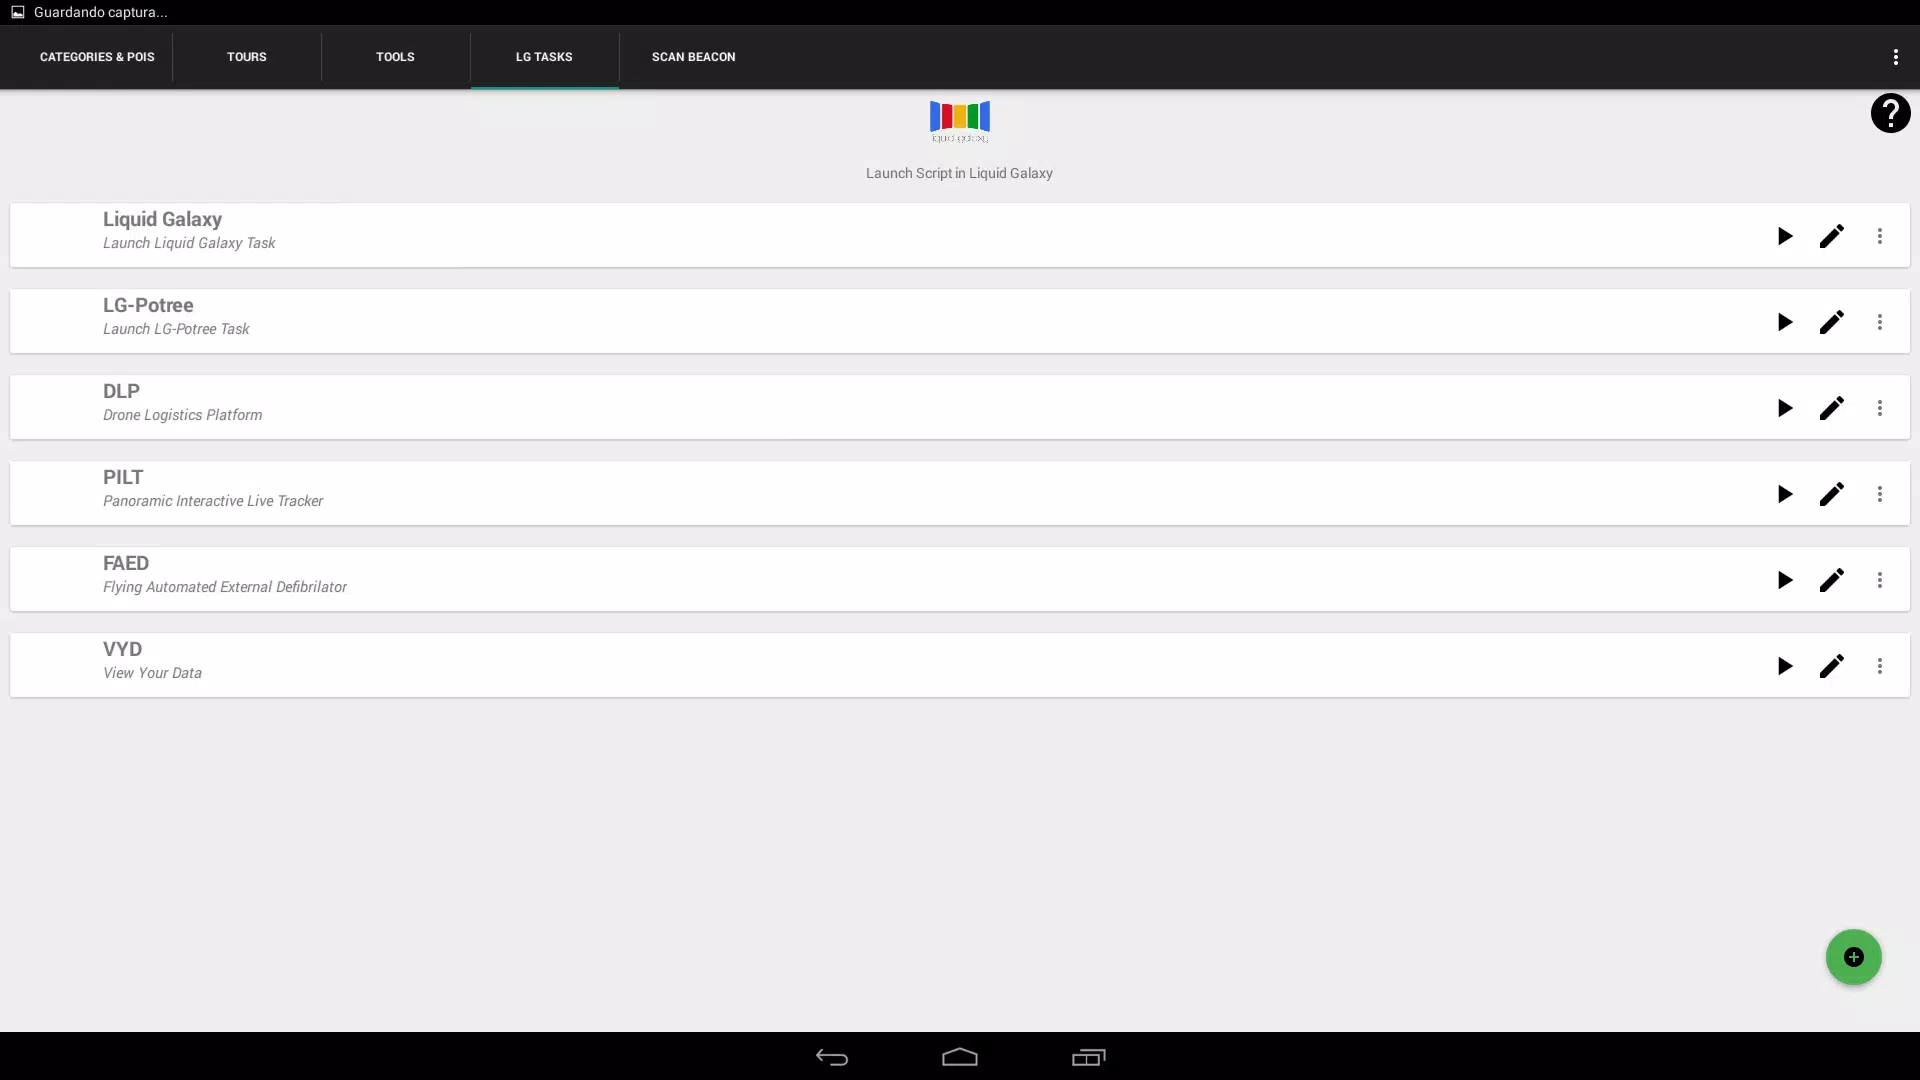 Guardando captura...
CATEGORIES & POIS
TOURS
TOOLS
LG TASKS
SCAN BEACON
liquid galaxy
Launch Script in Liquid Galaxy
Liquid Galaxy
Launch Liquid Galaxy Task
LG-Potree
Launch LG-Potree Task
DLP
Drone Logistics Platform
PILT
Panoramic Interactive Live Tracker
FAED
Flying Automated External Defibrilator
VYD
View Your Data